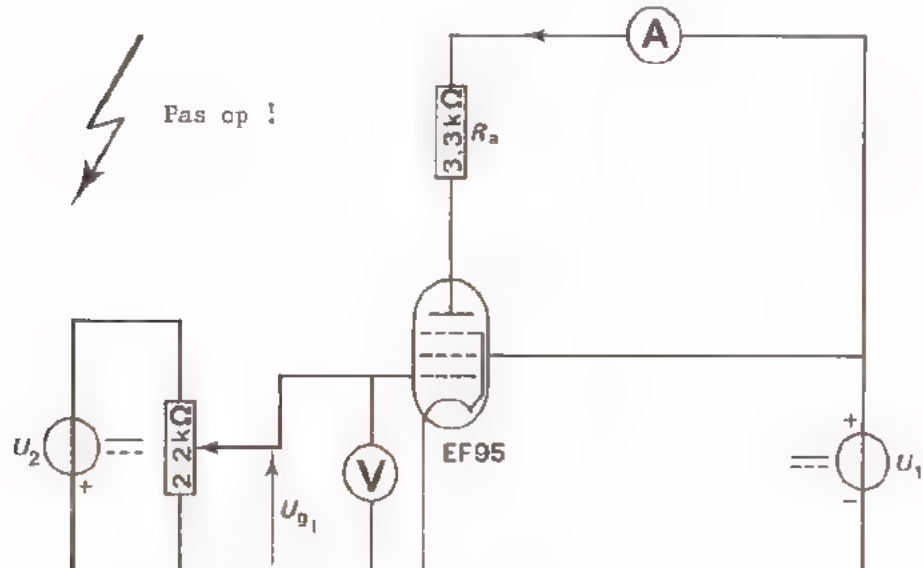 A
Pas op !
3,3kΩ
Ra
U2
2 2kΩ
+
Ug1
V
EF95
+
U1
−